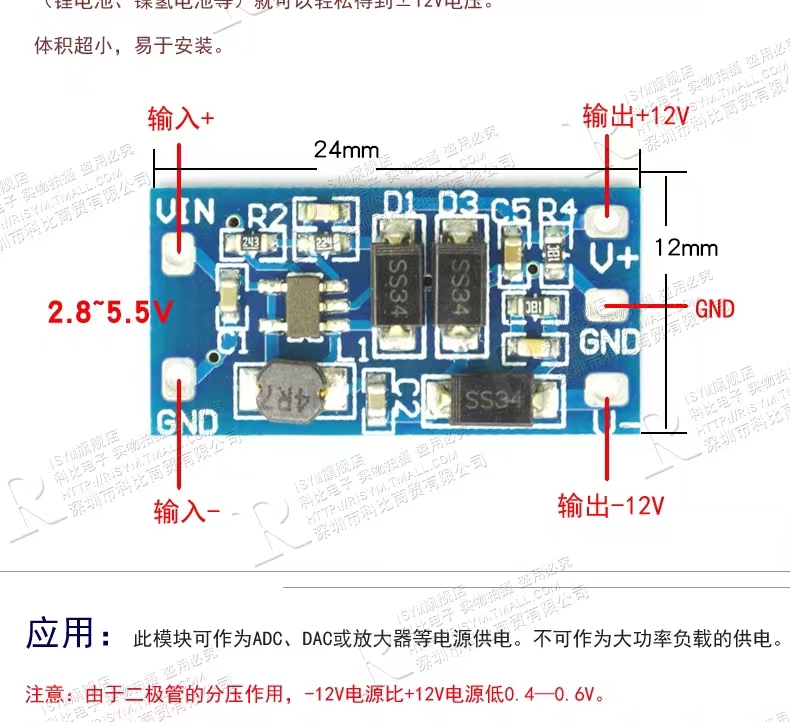 （锂电池、镍氢电池等）就可以轻松得到±12V电压。
体积超小，易于安装。
输入+
输出+12V
24mm
VIN
R2
D1
D3
C5
R4
V+
243
224
SS34
SS34
180
12mm
2.8~5.5V
GND
C1
L1
GND
4R7
C2
SS34
GND
V-
输入-
输出-12V
ISYM旗舰店
科比电子 实物拍摄 盗用必究
HTTP://RISYM.TMALL.COM
深圳市科比商贸有限公司
应用：此模块可作为ADC、DAC或放大器等电源供电。不可作为大功率负载的供电。
注意：由于二极管的分压作用，-12V电源比+12V电源低0.4—0.6V。